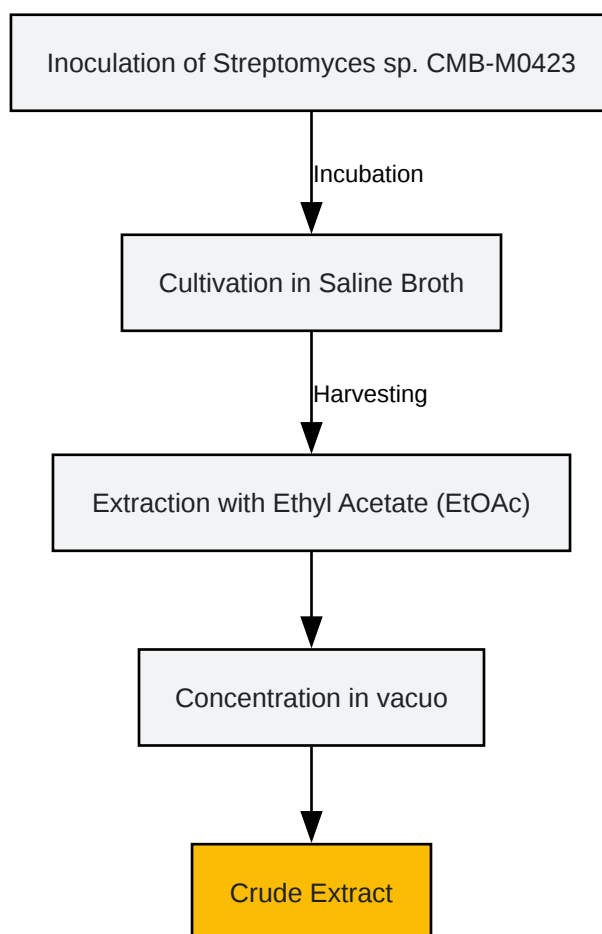 Inoculation of Streptomyces sp. CMB-M0423
Incubation
Cultivation in Saline Broth
Harvesting
Extraction with Ethyl Acetate (EtOAc)
Concentration in vacuo
Crude Extract